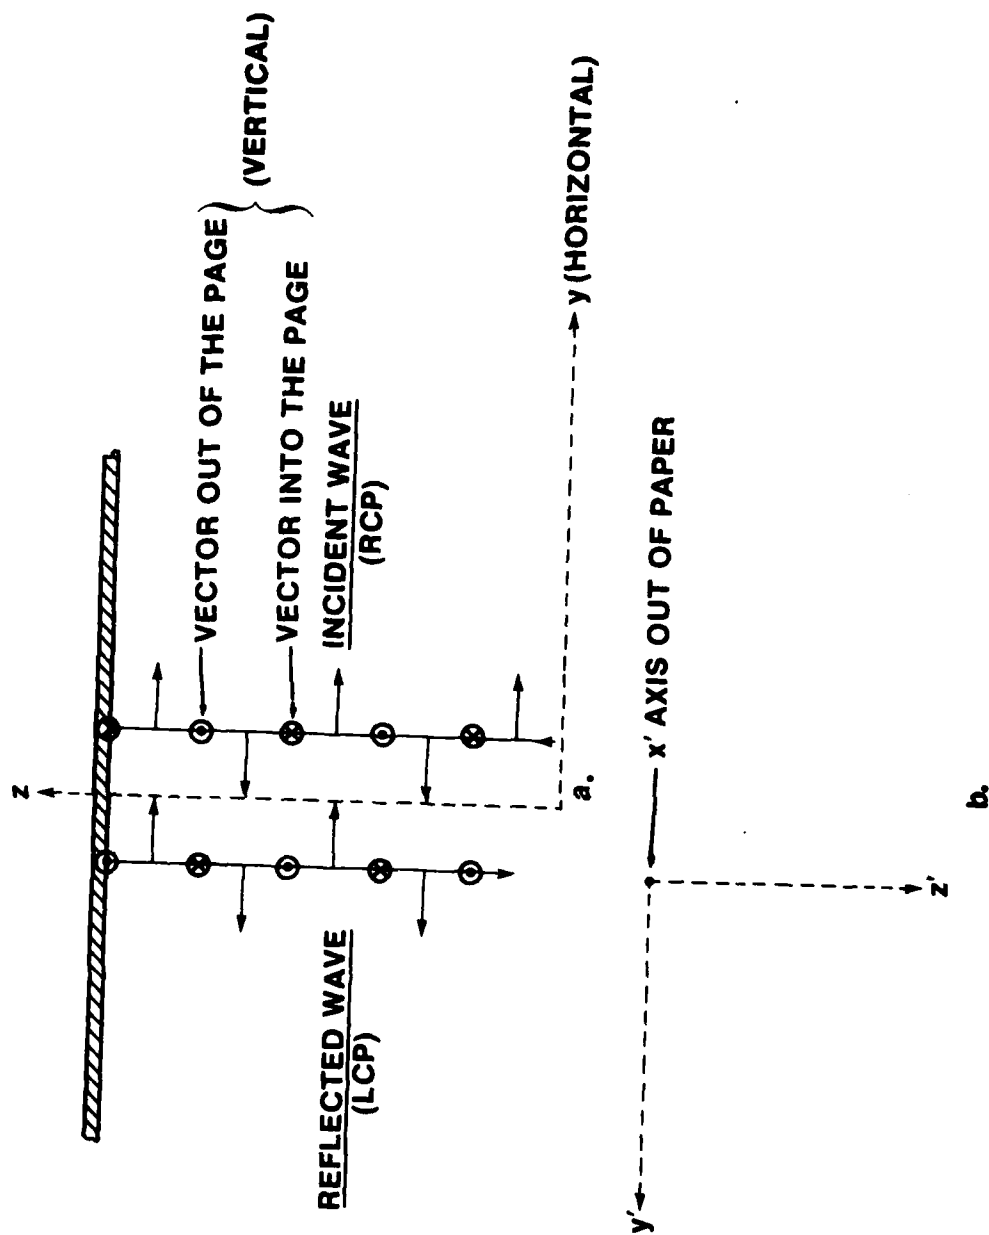 z
VECTOR OUT OF THE PAGE
(VERTICAL)
VECTOR INTO THE PAGE
INCIDENT WAVE
(RCP)
REFLECTED WAVE
(LCP)
y (HORIZONTAL)
a.
x' AXIS OUT OF PAPER
y'
z'
b.